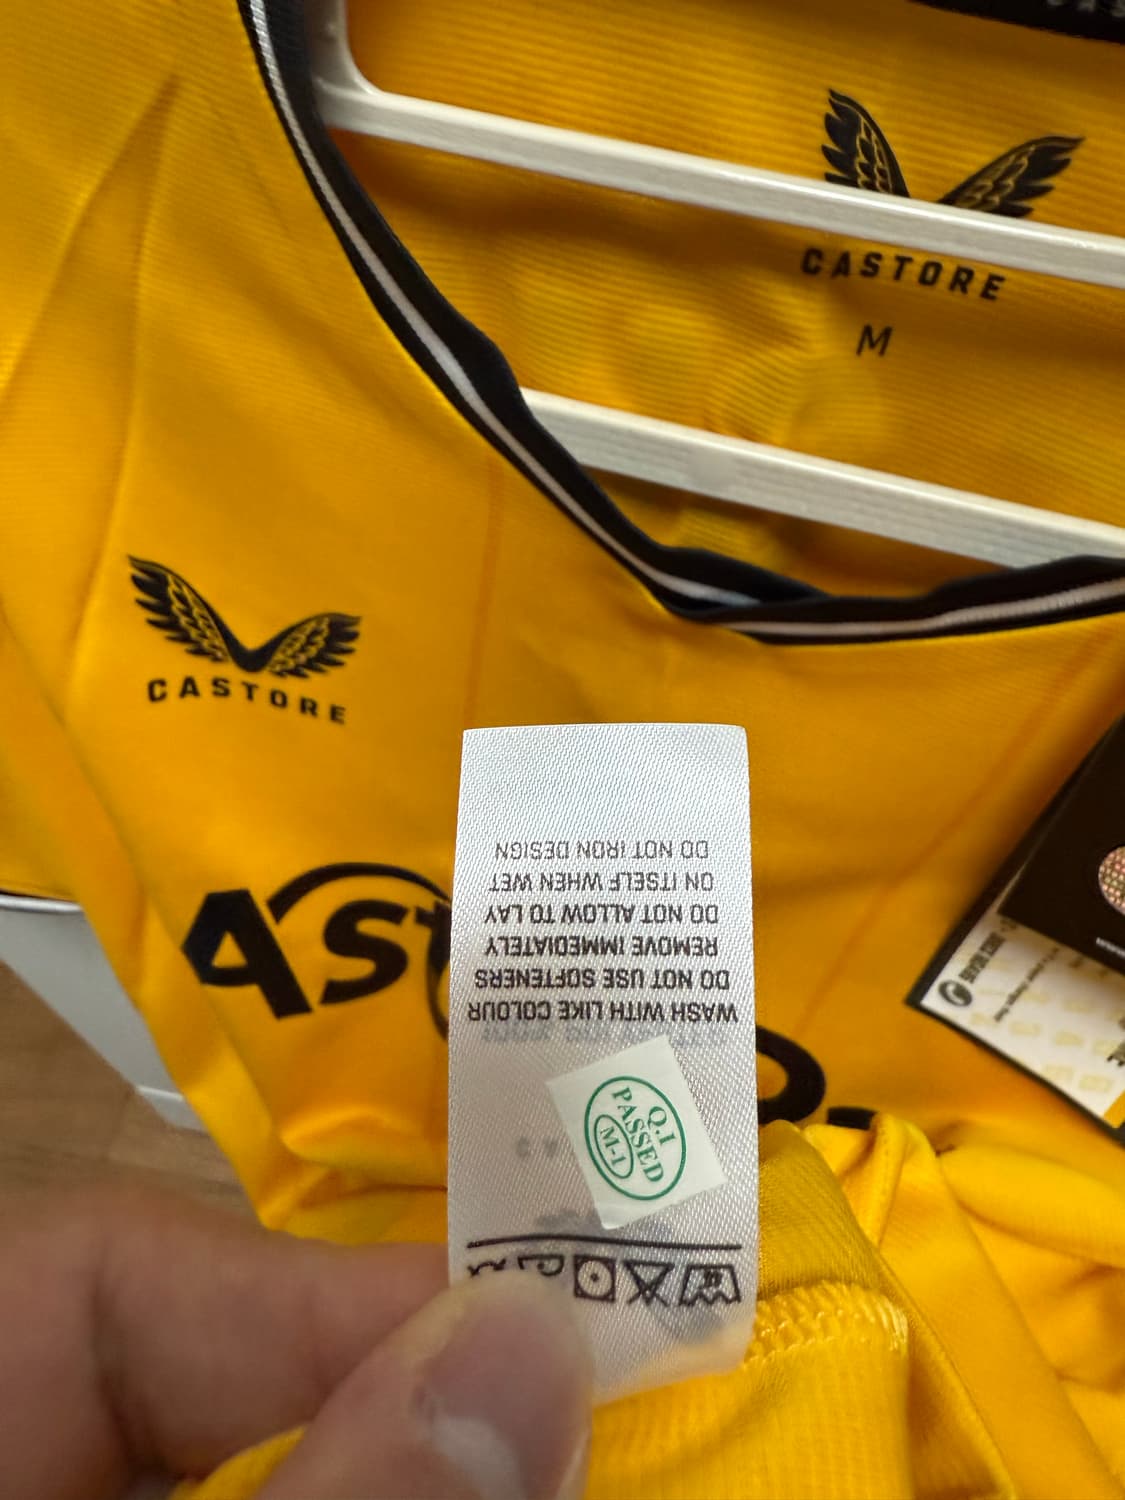 CASTORE
M
CASTORE
WASH WITH LIKE COLOUR
DO NOT USE SOFTENERS
REMOVE IMMEDIATELY
DO NOT ALLOW TO LAY
ON ITSELF WHEN WET
DO NOT IRON DESIGN
Q.I
PASSED
M-1